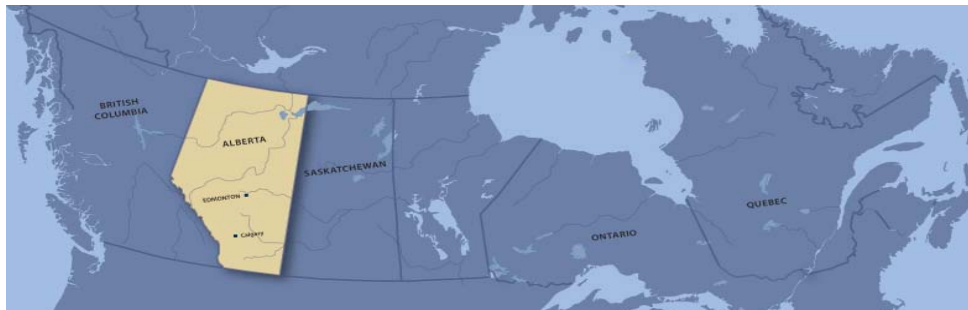 BRITISH
COLUMBIA
ALBERTA
SASKATCHEWAN
EDMONTON
QUEBEC
Calgary
ONTARIO